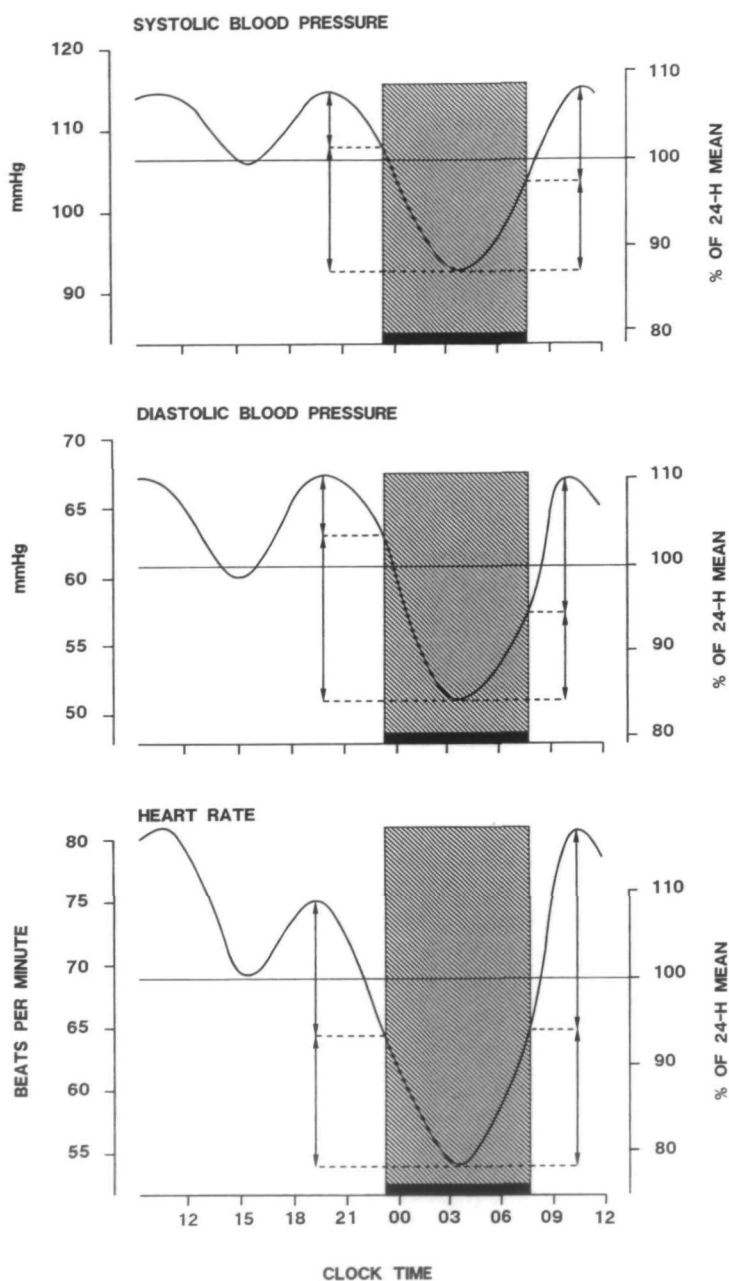 SYSTOLIC BLOOD PRESSURE
120
110
100
90
mmHg
110
100
90
80
% OF 24-H MEAN
DIASTOLIC BLOOD PRESSURE
70
65
60
55
50
mmHg
110
100
90
80
% OF 24-H MEAN
HEART RATE
80
75
70
65
60
55
BEATS PER MINUTE
110
100
90
80
% OF 24-H MEAN
12 15 18 21 00 03 06 09 12
CLOCK TIME